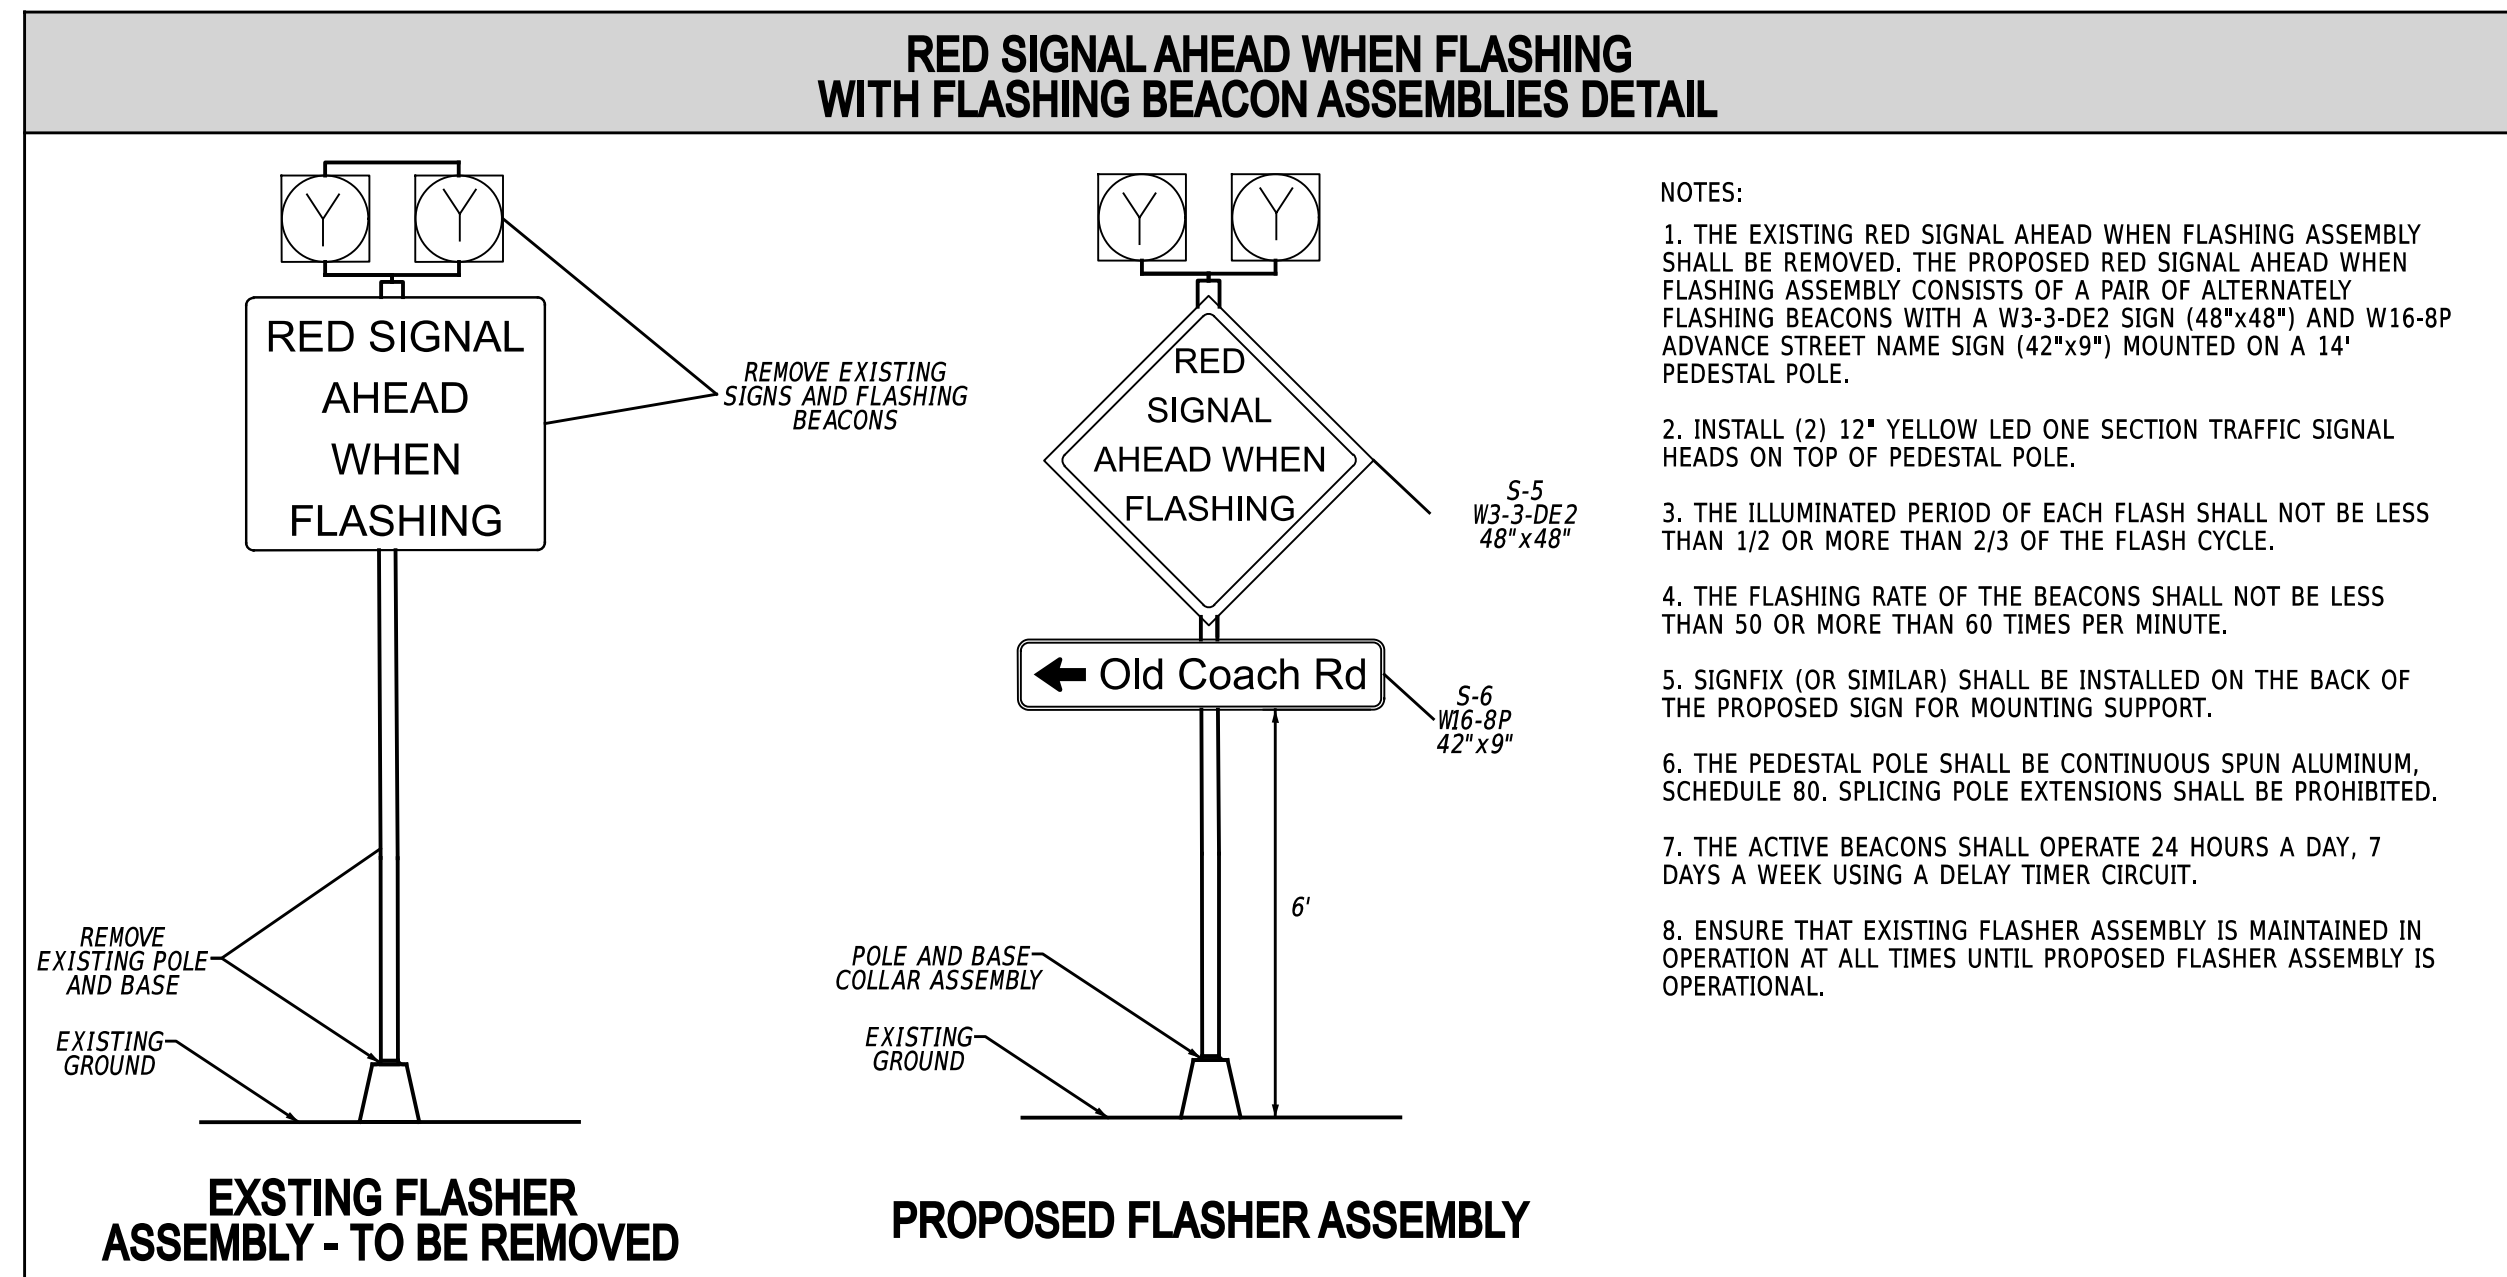 RED SIGNAL AHEAD WHEN FLASHING
WITH FLASHING BEACON ASSEMBLIES DETAIL
Y
Y
RED SIGNAL
AHEAD
WHEN
FLASHING
REMOVE EXISTING
SIGNS AND FLASHING
BEACONS
REMOVE
EXISTING POLE
AND BASE
EXISTING
GROUND
EXSTING FLASHER
ASSEMBLY - TO BE REMOVED
Y
Y
RED
SIGNAL
AHEAD WHEN
FLASHING
S-5
W3-3-DE2
48"x48"
Old Coach Rd
S-6
W16-8P
42"x9"
6'
POLE AND BASE
COLLAR ASSEMBLY
EXISTING
GROUND
PROPOSED FLASHER ASSEMBLY
NOTES:
1. THE EXISTING RED SIGNAL AHEAD WHEN FLASHING ASSEMBLY
SHALL BE REMOVED. THE PROPOSED RED SIGNAL AHEAD WHEN
FLASHING ASSEMBLY CONSISTS OF A PAIR OF ALTERNATELY
FLASHING BEACONS WITH A W3-3-DE2 SIGN (48"x48") AND W16-8P
ADVANCE STREET NAME SIGN (42"x9") MOUNTED ON A 14'
PEDESTAL POLE.
2. INSTALL (2) 12" YELLOW LED ONE SECTION TRAFFIC SIGNAL
HEADS ON TOP OF PEDESTAL POLE.
3. THE ILLUMINATED PERIOD OF EACH FLASH SHALL NOT BE LESS
THAN 1/2 OR MORE THAN 2/3 OF THE FLASH CYCLE.
4. THE FLASHING RATE OF THE BEACONS SHALL NOT BE LESS
THAN 50 OR MORE THAN 60 TIMES PER MINUTE.
5. SIGNFIX (OR SIMILAR) SHALL BE INSTALLED ON THE BACK OF
THE PROPOSED SIGN FOR MOUNTING SUPPORT.
6. THE PEDESTAL POLE SHALL BE CONTINUOUS SPUN ALUMINUM,
SCHEDULE 80. SPLICING POLE EXTENSIONS SHALL BE PROHIBITED.
7. THE ACTIVE BEACONS SHALL OPERATE 24 HOURS A DAY, 7
DAYS A WEEK USING A DELAY TIMER CIRCUIT.
8. ENSURE THAT EXISTING FLASHER ASSEMBLY IS MAINTAINED IN
OPERATION AT ALL TIMES UNTIL PROPOSED FLASHER ASSEMBLY IS
OPERATIONAL.